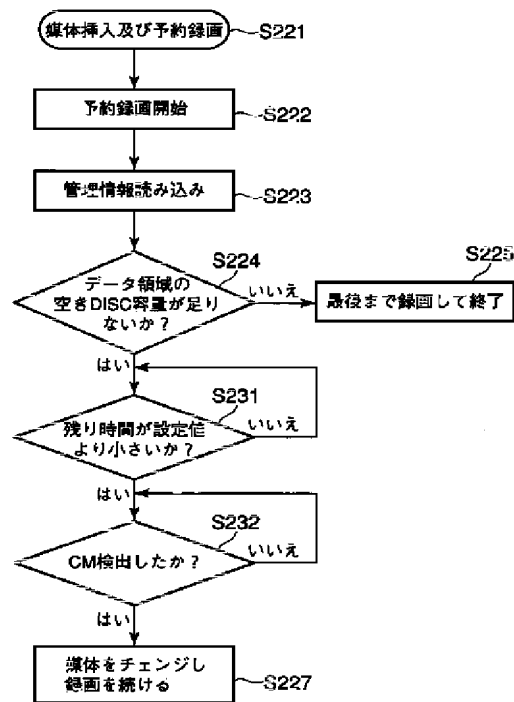 媒体挿入及び予約録画
S221
予約録画開始
S222
管理情報読み込み
S223
S224
データ領域の
空きDISC容量が足り
ないか？
いいえ
S225
最後まで録画して終了
はい
S231
残り時間が設定値
より小さいか？
いいえ
はい
S232
CM検出したか？
いいえ
はい
媒体をチェンジし
録画を続ける
S227